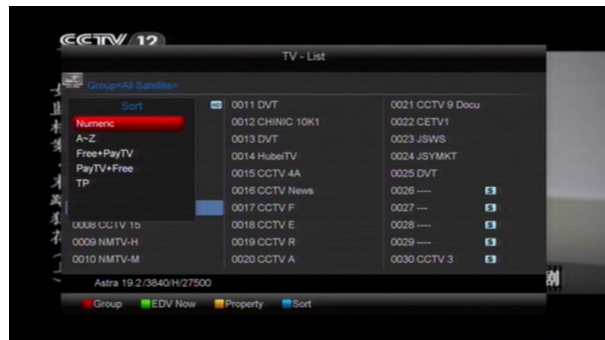 CCTV 12
TV - List
Group<All Satellite>
Sort
Numeric
A~Z
Free+PayTV
PayTV+Free
TP
0008 CCTV 15
0009 NMTV-H
0010 NMTV-M
HD
0011 DVT
0012 CHINIC 10K1
0013 DVT
0014 HubeiTV
0015 CCTV 4A
0016 CCTV News
0017 CCTV F
0018 CCTV E
0019 CCTV R
0020 CCTV A
0021 CCTV 9 Docu
0022 CETV1
0023 JSWS
0024 JSYMKT
0025 DVT
0026 ---- $
0027 ---- $
0028 ---- $
0029 ---- $
0030 CCTV 3 $
Astra 19.2 /3840/H/27500
Group EDV Now Property Sort
剧